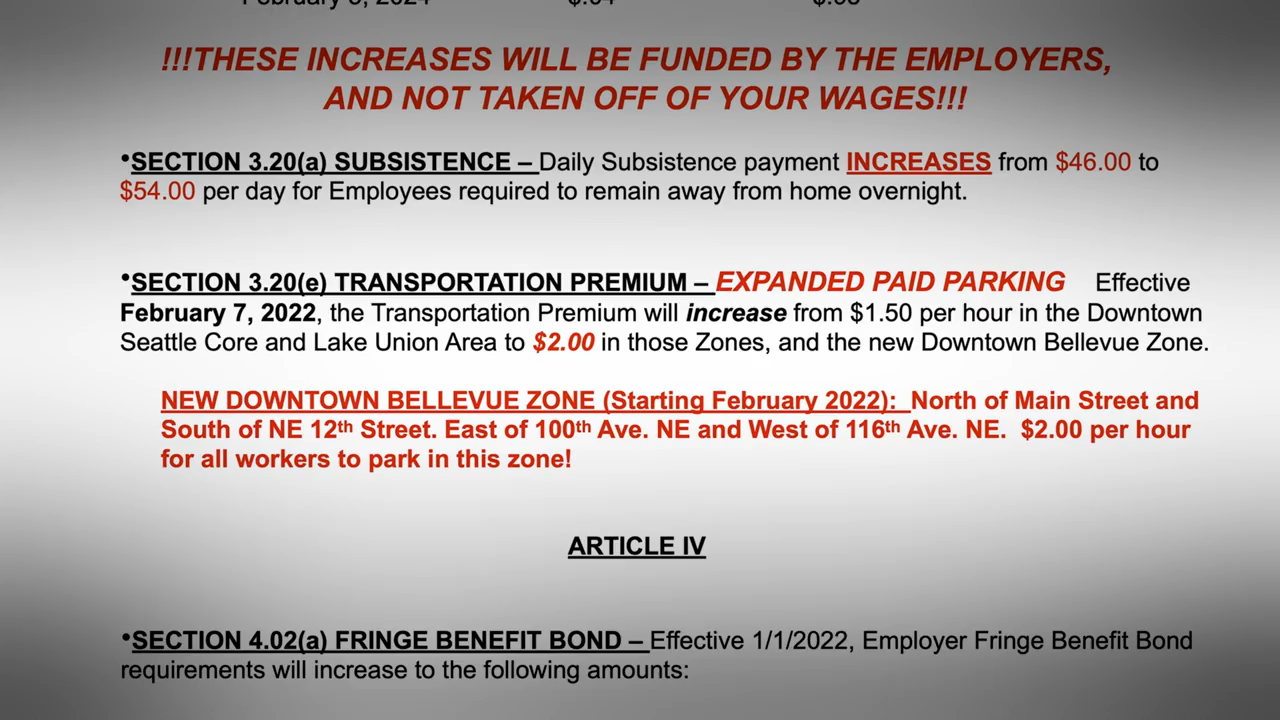 !!!THESE INCREASES WILL BE FUNDED BY THE EMPLOYERS,
AND NOT TAKEN OFF OF YOUR WAGES!!!
•SECTION 3.20(a) SUBSISTENCE – Daily Subsistence payment INCREASES from $46.00 to
$54.00 per day for Employees required to remain away from home overnight.
•SECTION 3.20(e) TRANSPORTATION PREMIUM – EXPANDED PAID PARKING Effective
February 7, 2022, the Transportation Premium will increase from $1.50 per hour in the Downtown
Seattle Core and Lake Union Area to $2.00 in those Zones, and the new Downtown Bellevue Zone.
NEW DOWNTOWN BELLEVUE ZONE (Starting February 2022): North of Main Street and
South of NE 12th Street. East of 100th Ave. NE and West of 116th Ave. NE. $2.00 per hour
for all workers to park in this zone!
ARTICLE IV
•SECTION 4.02(a) FRINGE BENEFIT BOND – Effective 1/1/2022, Employer Fringe Benefit Bond
requirements will increase to the following amounts: